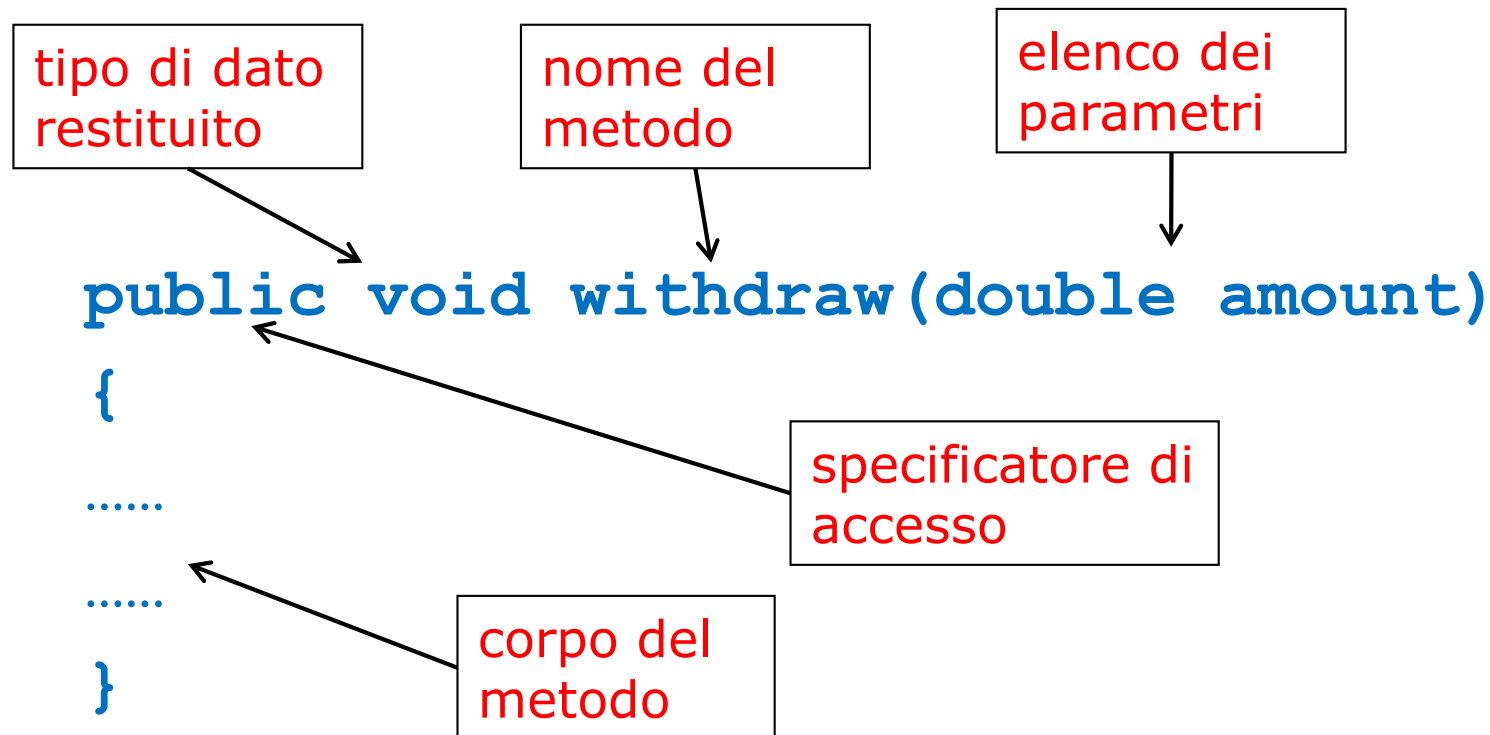 tipo di dato
restituito
nome del
metodo
elenco dei
parametri
public void withdraw(double amount)
{
……
specificatore di
accesso
……
corpo del
metodo
}